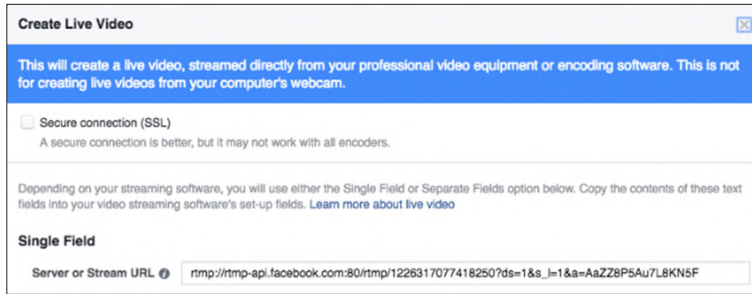 Create Live Video
This will create a live video, streamed directly from your professional video equipment or encoding software. This is not
for creating live videos from your computer's webcam.
Secure connection (SSL)
A secure connection is better, but it may not work with all encoders.
Depending on your streaming software, you will use either the Single Field or Separate Fields option below. Copy the contents of these text
fields into your video streaming software's set-up fields. Learn more about live video
Single Field
Server or Stream URL rtmp://rtmp-api.facebook.com:80/rtmp/1226317077418250?ds=1&s_l=1&a=AaZZ8P5Au7L8KN5F